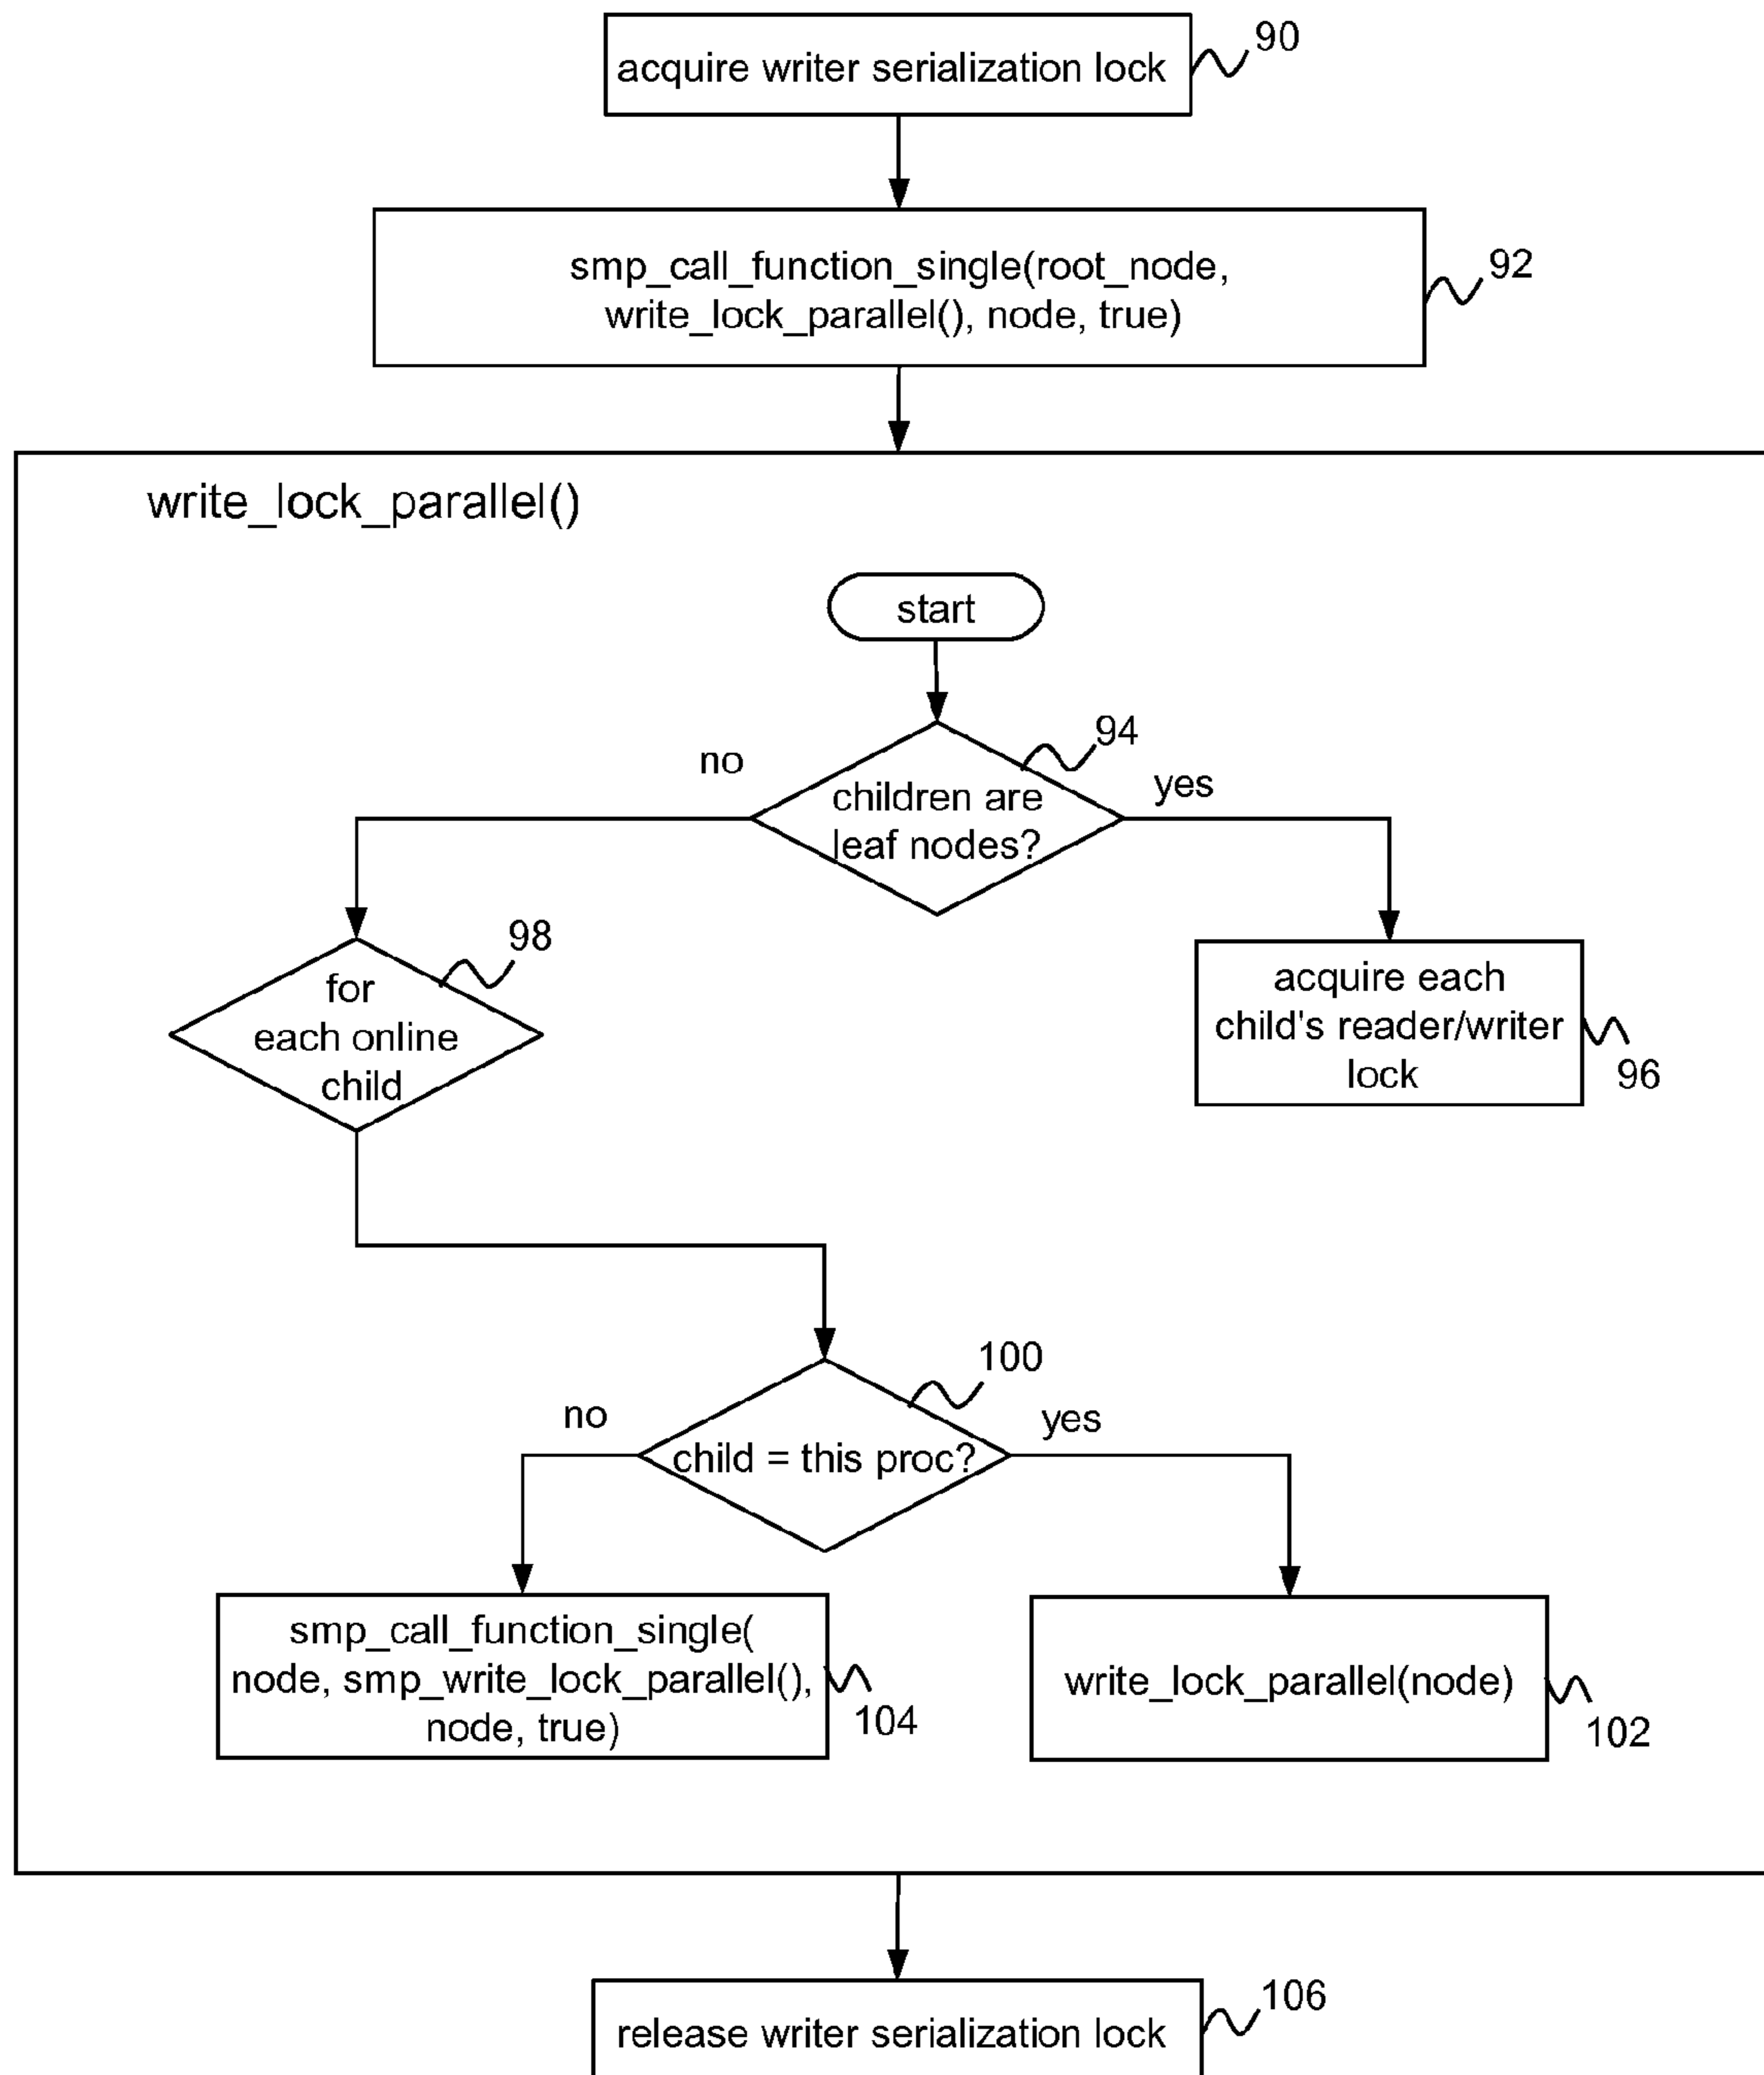 acquire writer serialization lock
90
smp_call_function_single(root_node,
write_lock_parallel(), node, true)
92
write_lock_parallel()
start
94
no
yes
children are
leaf nodes?
98
for
each online
child
acquire each
child's reader/writer
lock
96
100
no
yes
child = this proc?
smp_call_function_single(
node, smp_write_lock_parallel(),
node, true)
104
write_lock_parallel(node)
102
106
release writer serialization lock